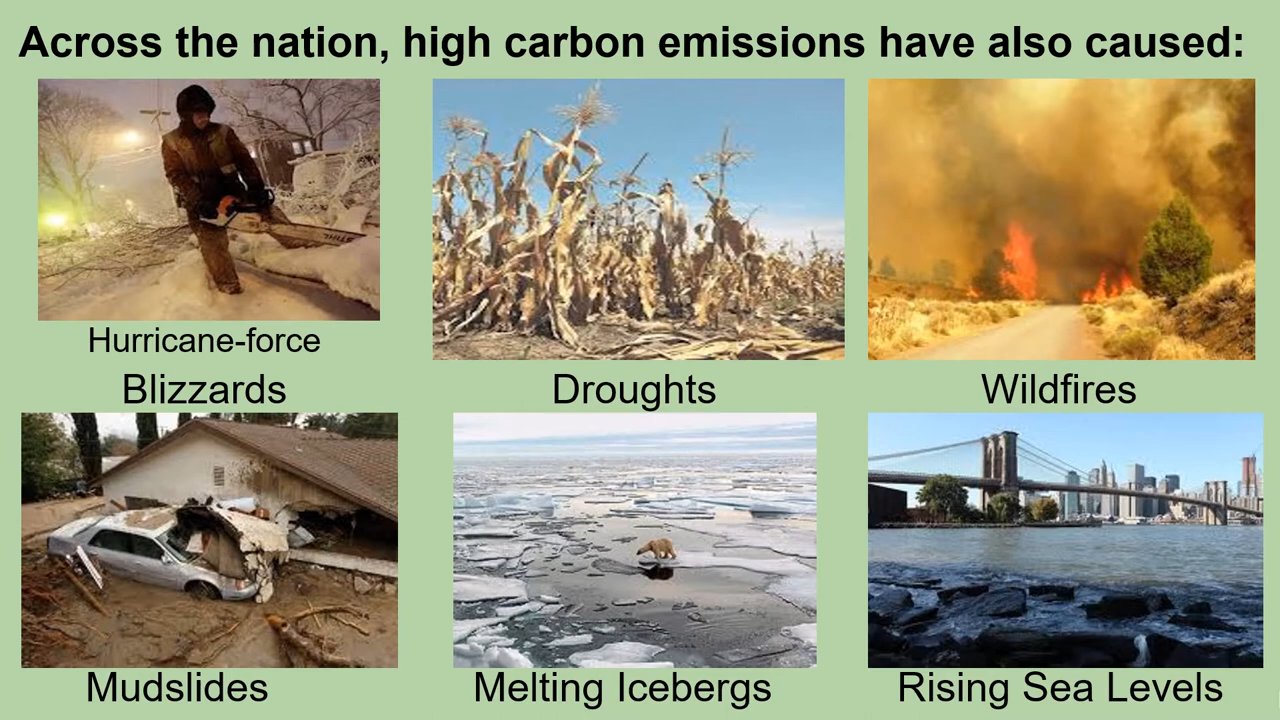 Across the nation, high carbon emissions have also caused:
Hurricane-force
Blizzards
Droughts
Wildfires
Mudslides
Melting Icebergs
Rising Sea Levels